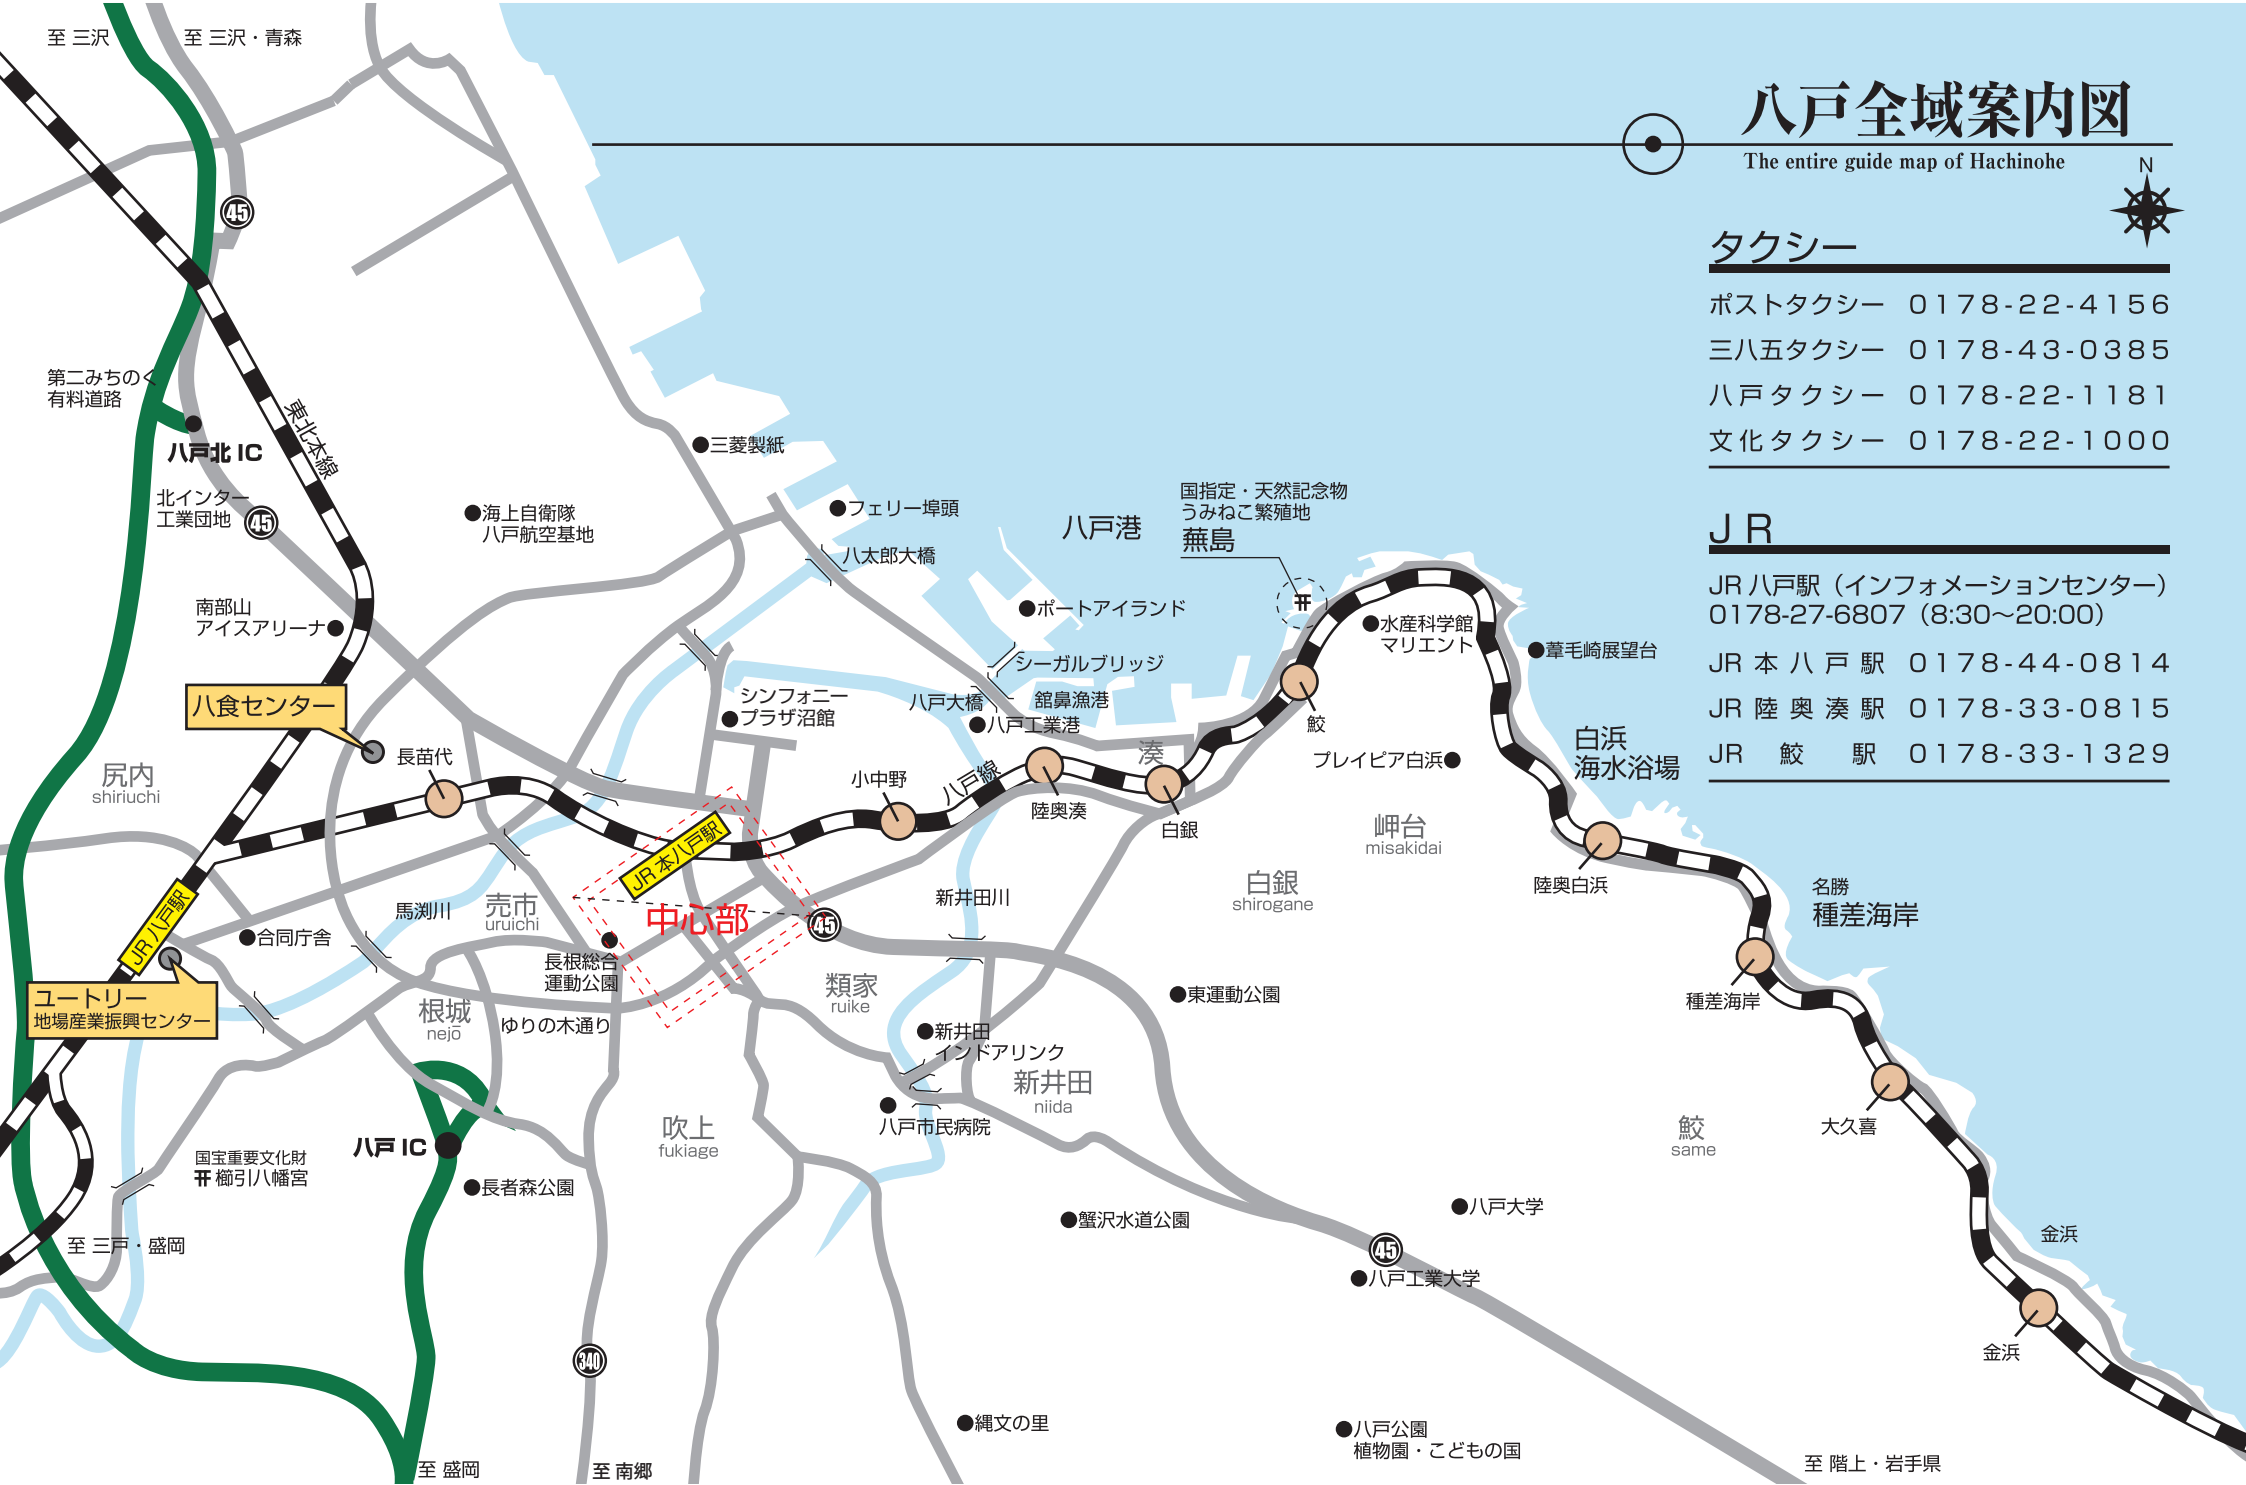 八戸全域案内図
The entire guide map of Hachinohe
N
タクシー
ポストタクシー 0178-22-4156
三八五タクシー 0178-43-0385
八戸タクシー 0178-22-1181
文化タクシー 0178-22-1000
JR
JR 八戸駅（インフォメーションセンター）
0178-27-6807（8:30〜20:00）
JR 本八戸駅 0178-44-0814
JR 陸奥湊駅 0178-33-0815
JR 鮫駅 0178-33-1329
至 三沢
至 三沢・青森
45
第二みちのく
有料道路
八戸北 IC
東北本線
北インター
工業団地
45
海上自衛隊
八戸航空基地
三菱製紙
フェリー埠頭
八太郎大橋
八戸港
国指定・天然記念物
うみねこ繁殖地
蕪島
南部山
アイスアリーナ
ポートアイランド
水産科学館
マリエント
葦毛崎展望台
シーガルブリッジ
八食センター
シンフォニー
プラザ沼館
八戸大橋
舘鼻漁港
八戸工業港
鮫
湊
プレイピア白浜
白浜
海水浴場
長苗代
尻内
shiriuchi
小中野
八戸線
陸奥湊
白銀
岬台
misakidai
JR 本八戸駅
陸奥白浜
白銀
shirogane
名勝
種差海岸
JR 八戸駅
馬渕川
売市
uruichi
中心部
45
新井田川
合同庁舎
長根総合
運動公園
類家
ruike
東運動公園
種差海岸
ユートリー
地場産業振興センター
根城
nejō
ゆりの木通り
新井田
インドアリンク
新井田
niida
八戸市民病院
大久喜
八戸 IC
吹上
fukiage
鮫
same
国宝重要文化財
櫛引八幡宮
長者森公園
蟹沢水道公園
八戸大学
至 三戸・盛岡
45
八戸工業大学
金浜
金浜
340
縄文の里
八戸公園
植物園・こどもの国
至 盛岡
至 南郷
至 階上・岩手県